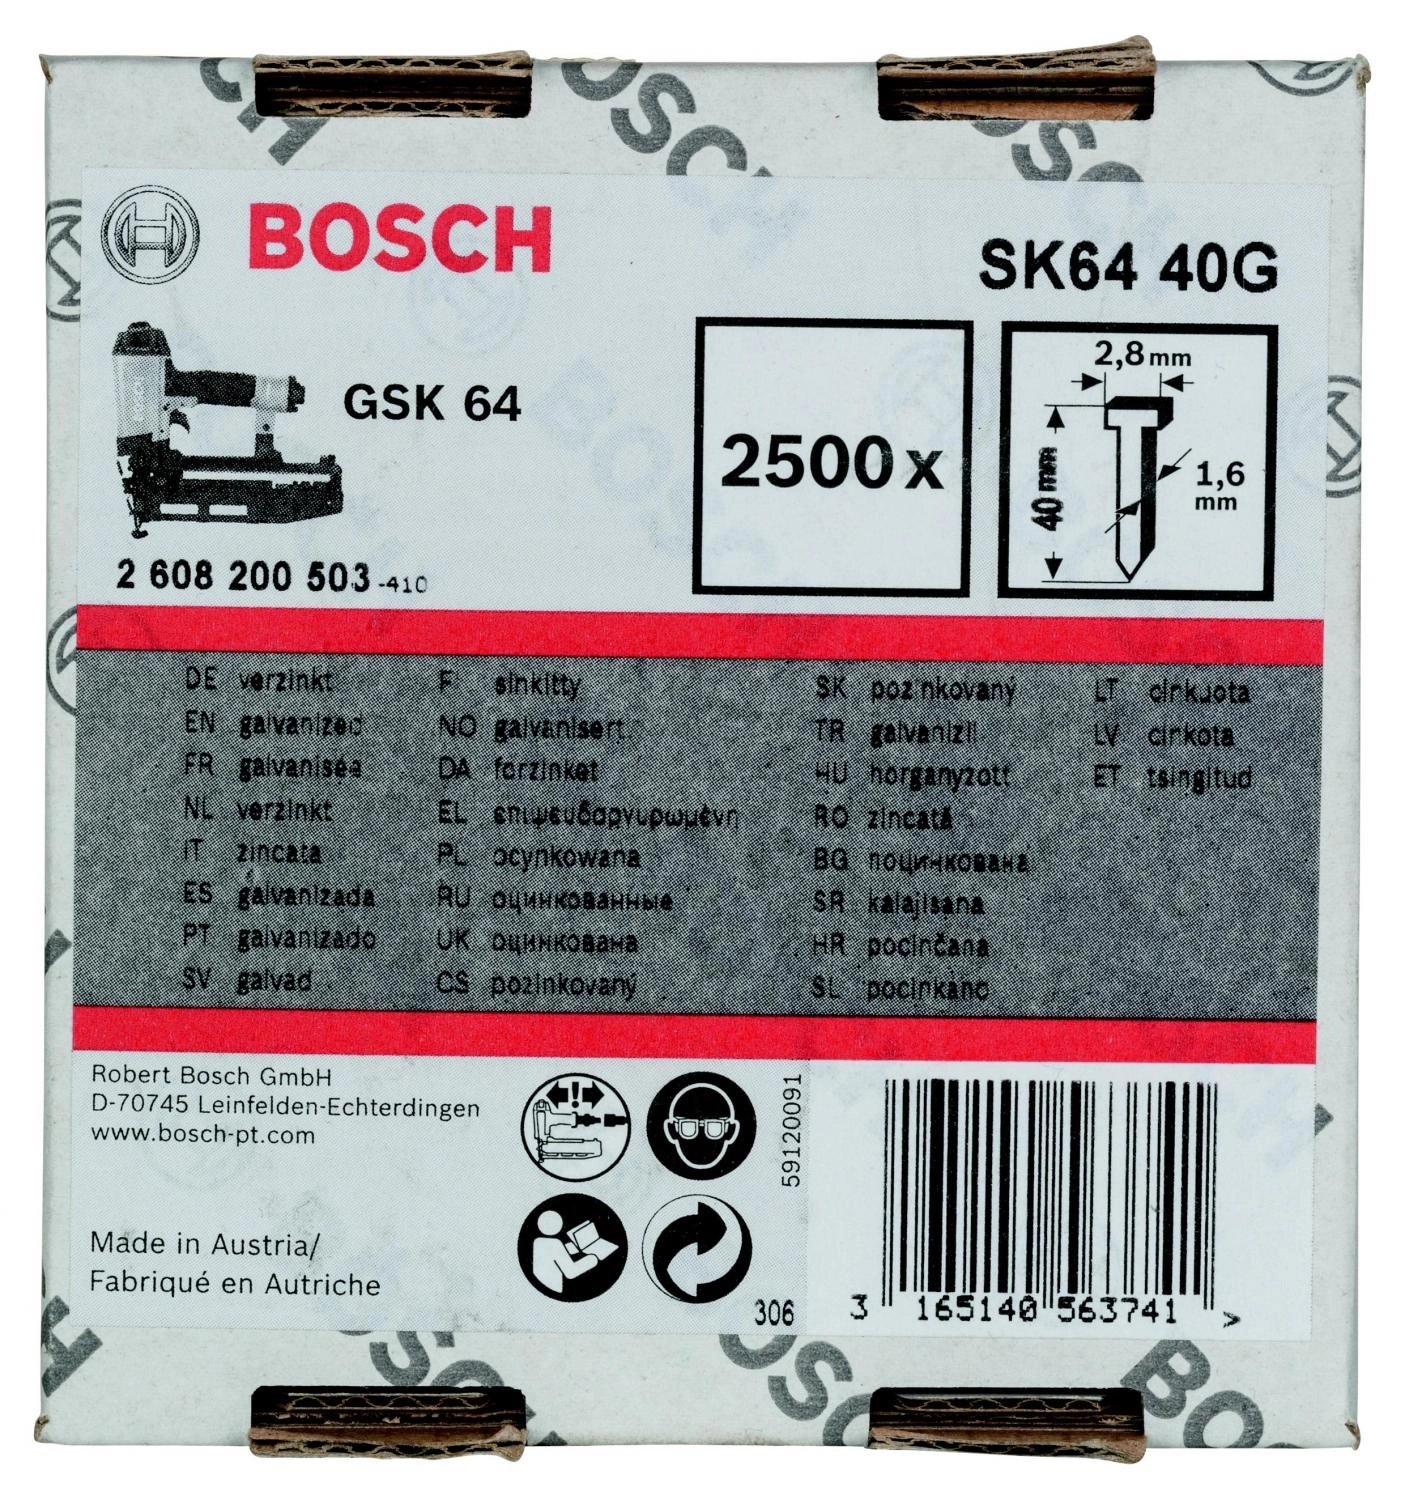 BOSCH
SK64 40G
GSK 64
2 608 200 503 -410
2500 x
2,8 mm
40 mm
1,6
mm
DE verzinkt
EN galvanized
FR galvanisée
NL verzinkt
IT zincata
ES galvanizada
PT galvanizado
SV galvad
FI sinkitty
NO galvanisert
DA forzinket
EL επιψευδαργυρωμένη
PL ocynkowana
RU оцинкованные
UK оцинкована
CS pozinkovaný
SK pozinkovaný
TR galvanizli
HU horganyzott
RO zincată
BG поцинкована
SR kalajisana
HR pocinčana
SL pocinkano
LT cinkuota
LV cinkota
ET tsingitud
Robert Bosch GmbH
D-70745 Leinfelden-Echterdingen
www.bosch-pt.com
Made in Austria/
Fabriqué en Autriche
59120091
306
3 165140 563741 >